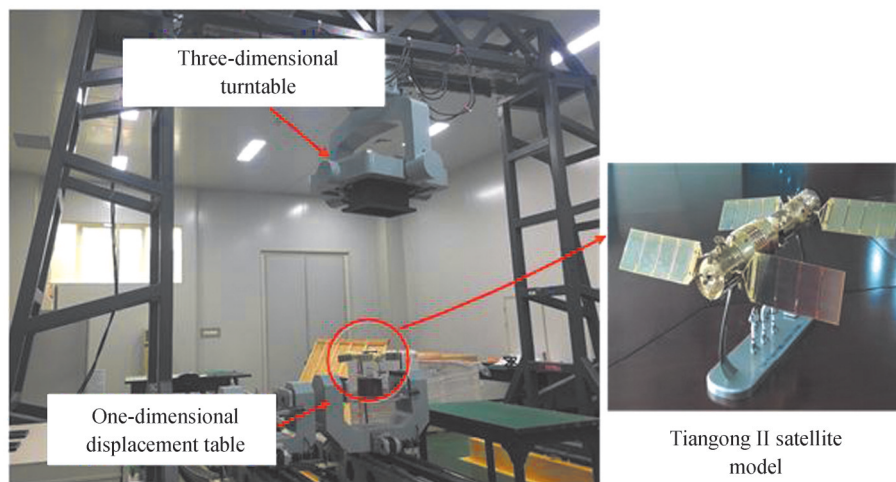 Three-dimensional
turntable
One-dimensional
displacement table
Tiangong II satellite
model